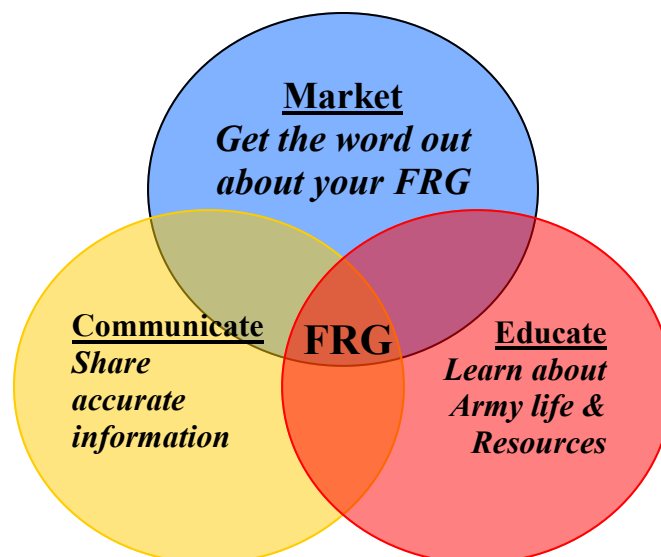 Market
Get the word out
about your FRG
Communicate
Share
accurate
information
FRG
Educate
Learn about
Army life &
Resources